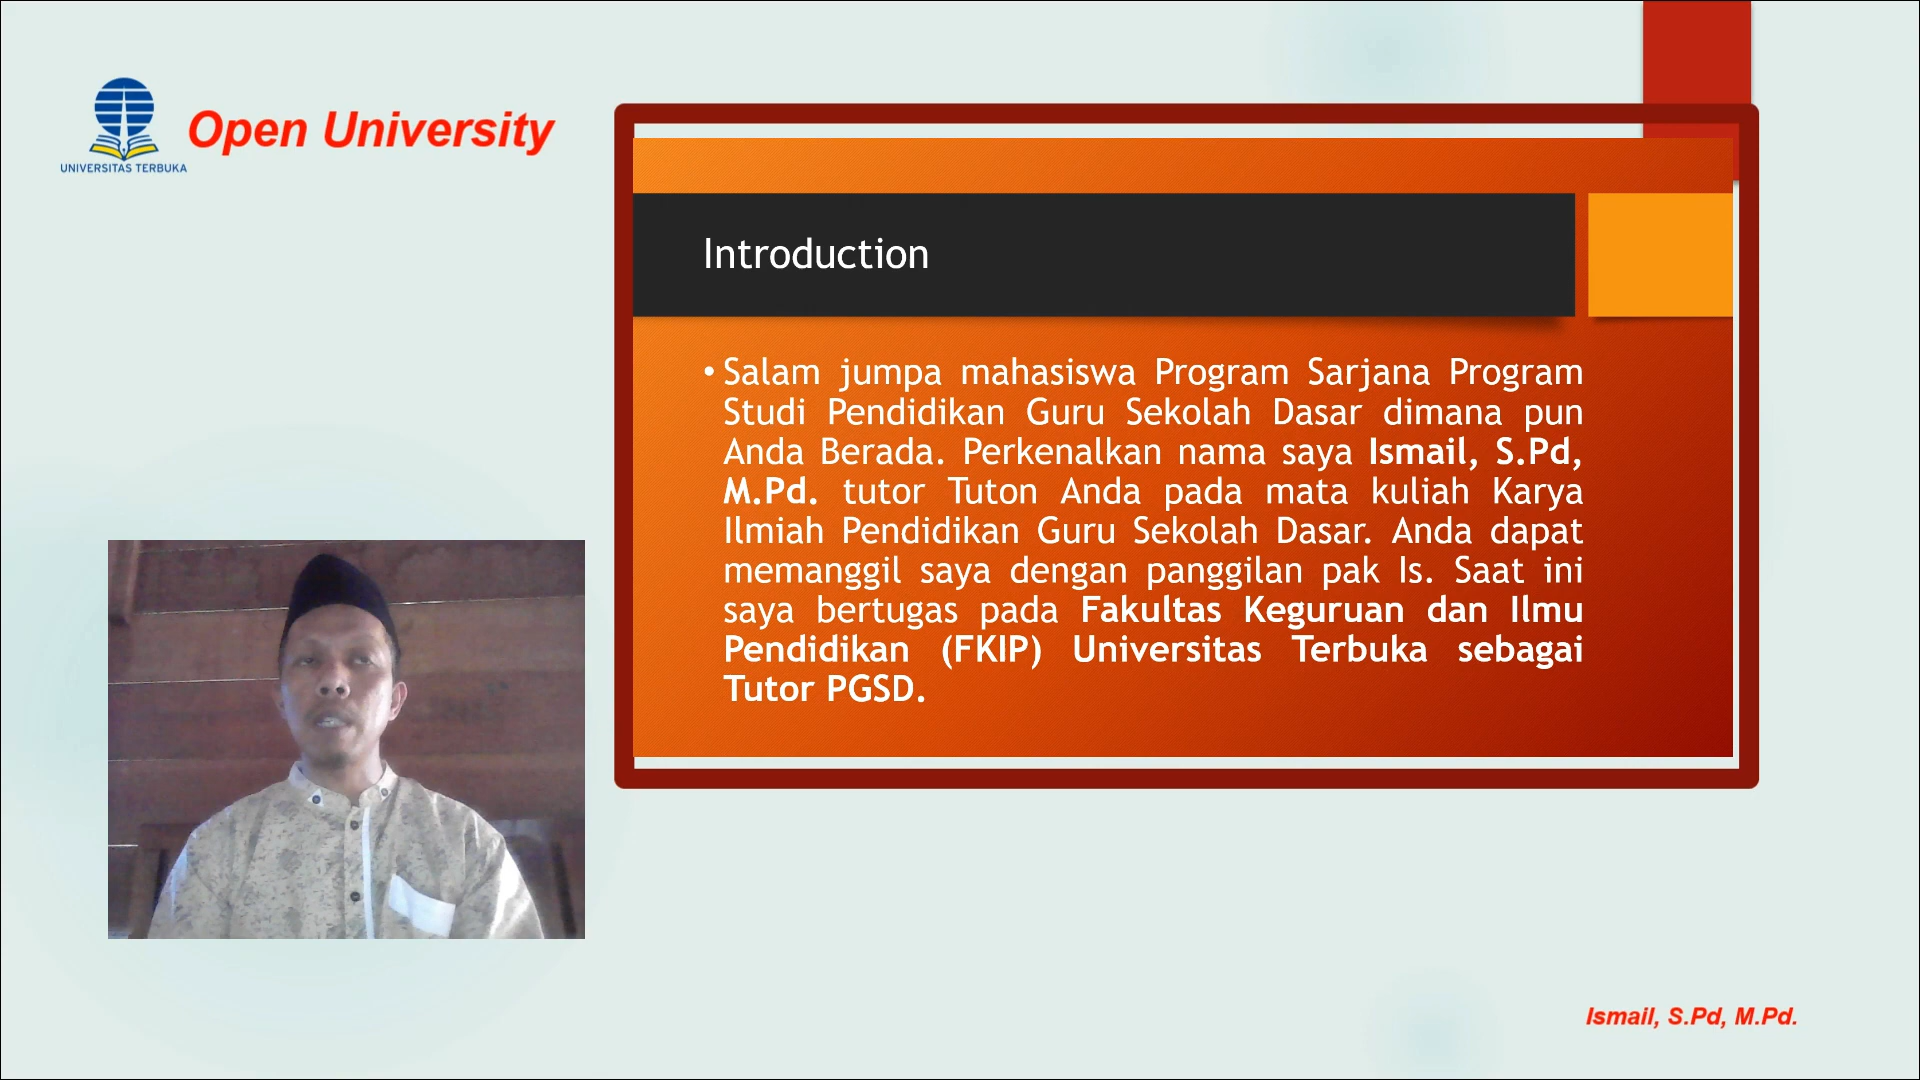 UNIVERSITAS TERBUKA
Open University
Introduction
• Salam jumpa mahasiswa Program Sarjana Program
Studi Pendidikan Guru Sekolah Dasar dimana pun
Anda Berada. Perkenalkan nama saya Ismail, S.Pd,
M.Pd. tutor Tuton Anda pada mata kuliah Karya
Ilmiah Pendidikan Guru Sekolah Dasar. Anda dapat
memanggil saya dengan panggilan pak Is. Saat ini
saya bertugas pada Fakultas Keguruan dan Ilmu
Pendidikan (FKIP) Universitas Terbuka sebagai
Tutor PGSD.
Ismail, S.Pd, M.Pd.